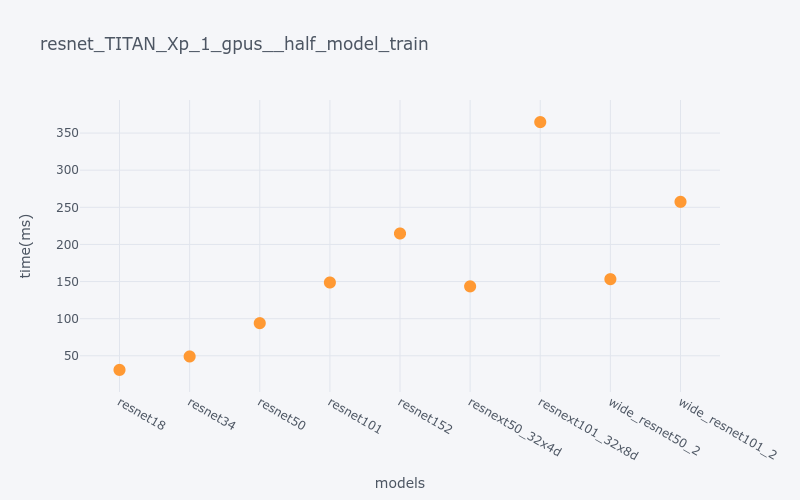 resnet_TITAN_Xp_1_gpus__half_model_train
time(ms)
350
300
250
200
150
100
50
resnet18
resnet34
resnet50
resnet101
resnet152
resnext50_32x4d
resnext101_32x8d
wide_resnet50_2
wide_resnet101_2
models